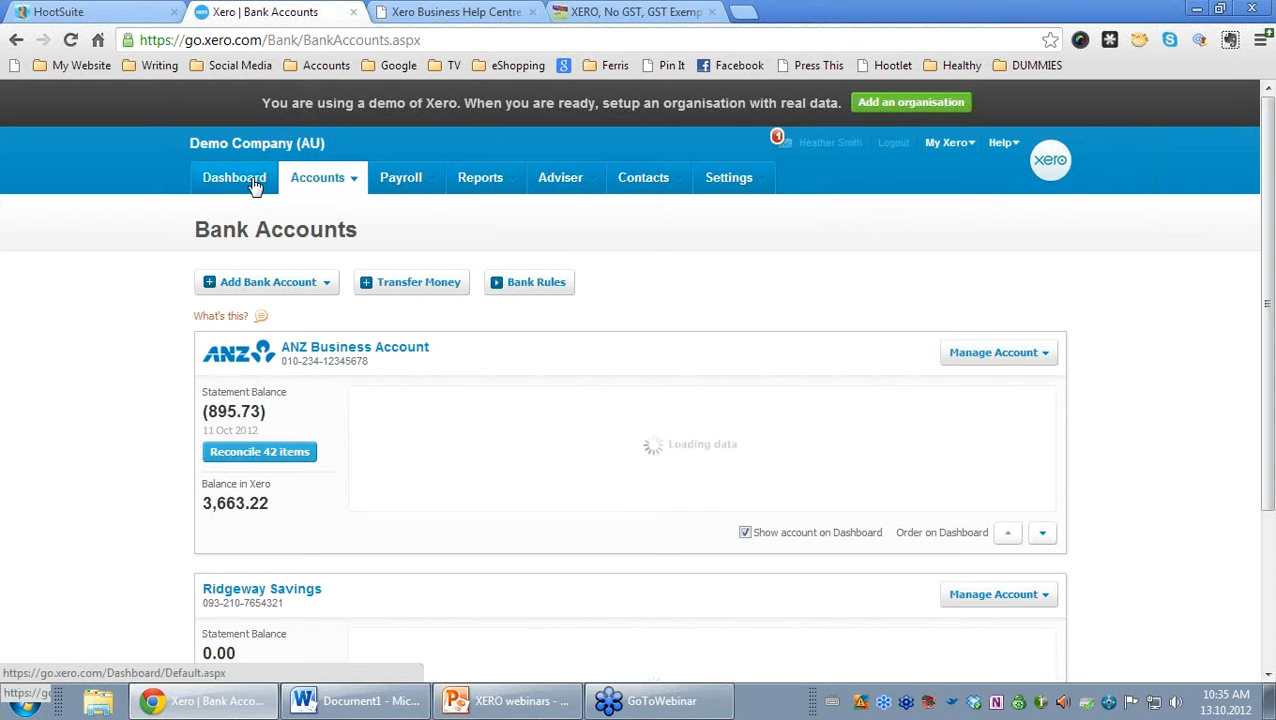 HootSuite
Xero | Bank Accounts
Xero Business Help Centre
XERO, No GST, GST Exemp
https://go.xero.com/Bank/BankAccounts.aspx
My Website
Writing
Social Media
Accounts
Google
TV
eShopping
Ferris
Pin It
Facebook
Press This
Hootlet
Healthy
DUMMIES
You are using a demo of Xero. When you are ready, setup an organisation with real data.
Add an organisation
Demo Company (AU)
1
Heather Smith
Logout
My Xero
Help
xero
Dashboard
Accounts
Payroll
Reports
Adviser
Contacts
Settings
Bank Accounts
Add Bank Account
Transfer Money
Bank Rules
What's this?
ANZ
ANZ Business Account
010-234-12345678
Manage Account
Statement Balance
(895.73)
11 Oct 2012
Reconcile 42 items
Loading data
Balance in Xero
3,663.22
Show account on Dashboard
Order on Dashboard
Ridgeway Savings
093-210-7654321
Manage Account
Statement Balance
0.00
https://go.xero.com/Dashboard/Default.aspx
https://go
Xero | Bank Acco...
Document1 - Mic...
XERO webinars - ...
GoToWebinar
10:35 AM
13.10.2012